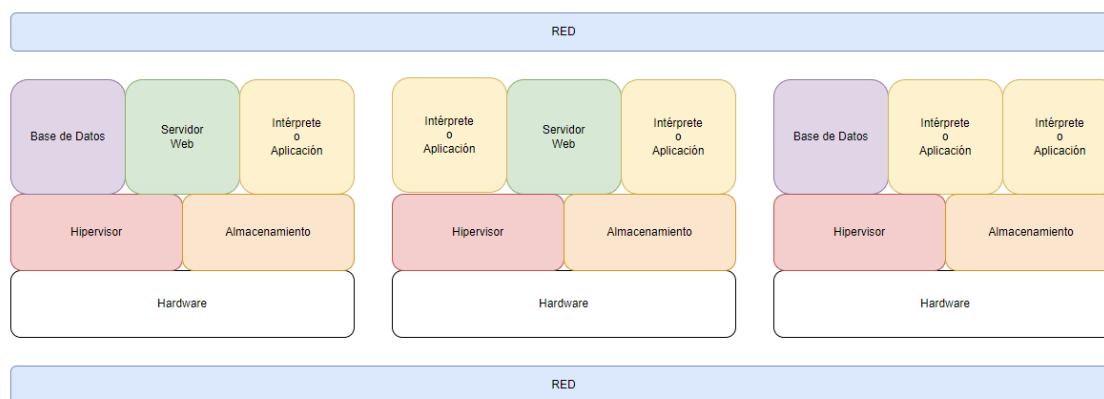 RED
Base de Datos
Servidor
Web
Intérprete
o
Aplicación
Intérprete
o
Aplicación
Servidor
Web
Intérprete
o
Aplicación
Base de Datos
Intérprete
o
Aplicación
Intérprete
o
Aplicación
Hipervisor
Almacenamiento
Hipervisor
Almacenamiento
Hipervisor
Almacenamiento
Hardware
Hardware
Hardware
RED